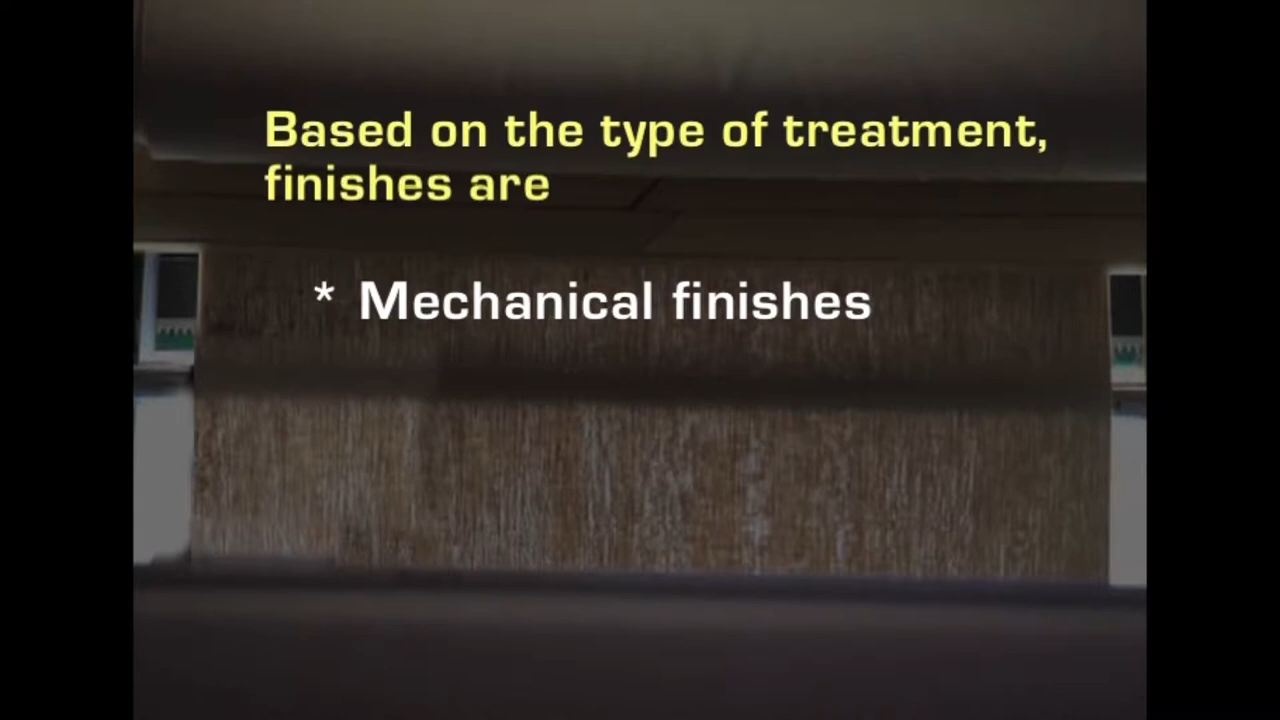 Based on the type of treatment,
finishes are
* Mechanical finishes